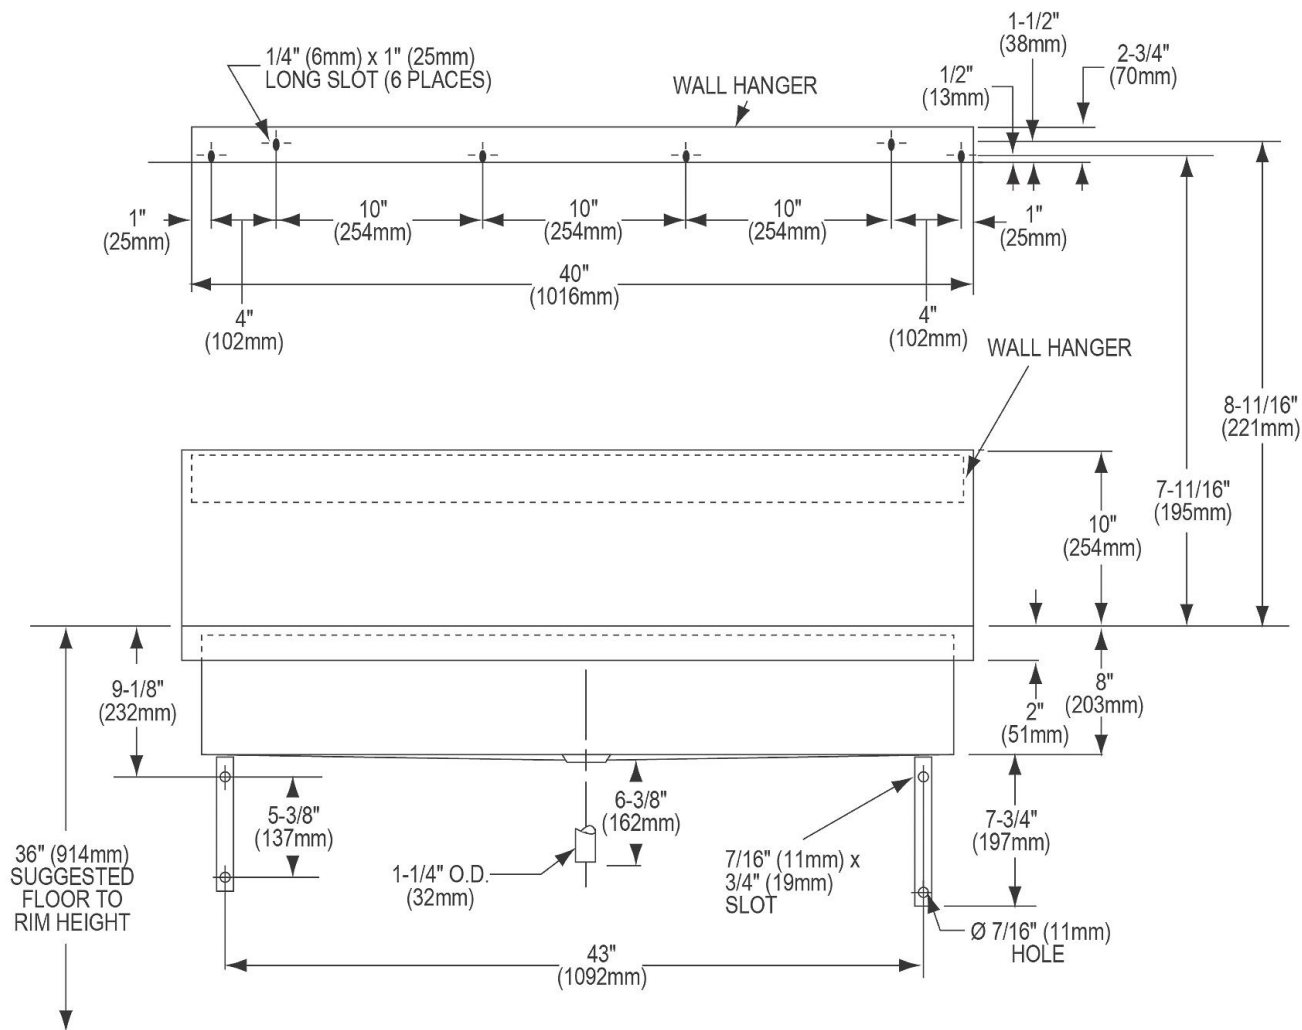 1-1/2"
(38mm)
2-3/4"
(70mm)
1/2"
(13mm)
1/4" (6mm) x 1" (25mm)
LONG SLOT (6 PLACES)
WALL HANGER
1"
(25mm)
10"
(254mm)
10"
(254mm)
10"
(254mm)
1"
(25mm)
40"
(1016mm)
4"
(102mm)
4"
(102mm)
WALL HANGER
8-11/16"
(221mm)
7-11/16"
(195mm)
10"
(254mm)
9-1/8"
(232mm)
2"
(51mm)
8"
(203mm)
5-3/8"
(137mm)
6-3/8"
(162mm)
7-3/4"
(197mm)
36" (914mm)
SUGGESTED
FLOOR TO
RIM HEIGHT
1-1/4" O.D.
(32mm)
7/16" (11mm) x
3/4" (19mm)
SLOT
Ø 7/16" (11mm)
HOLE
43"
(1092mm)